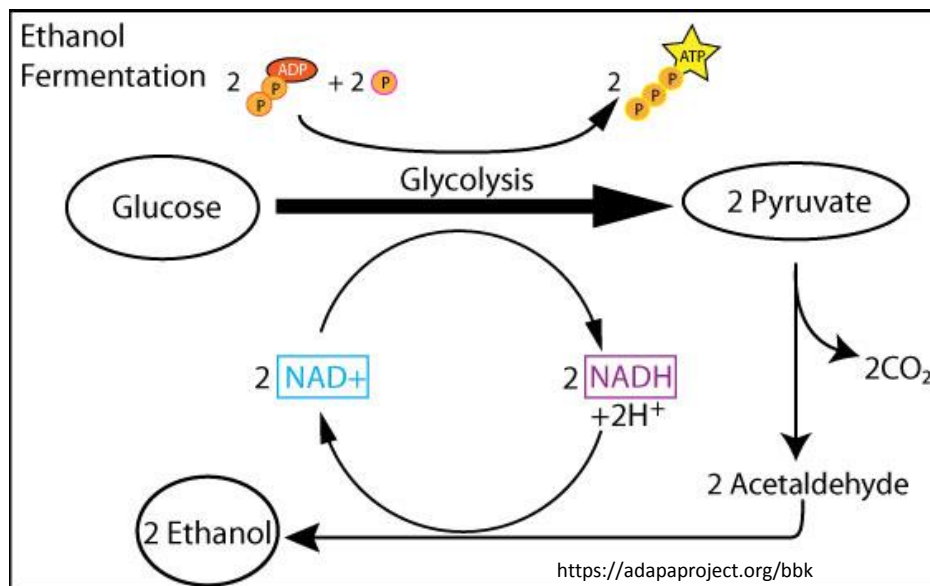 Ethanol
Fermentation
2 ADP P P + 2 P
2 ATP P P P
Glycolysis
Glucose
2 Pyruvate
2 NAD+
2 NADH
+2H⁺
2CO₂
2 Acetaldehyde
2 Ethanol
https://adapaproject.org/bbk